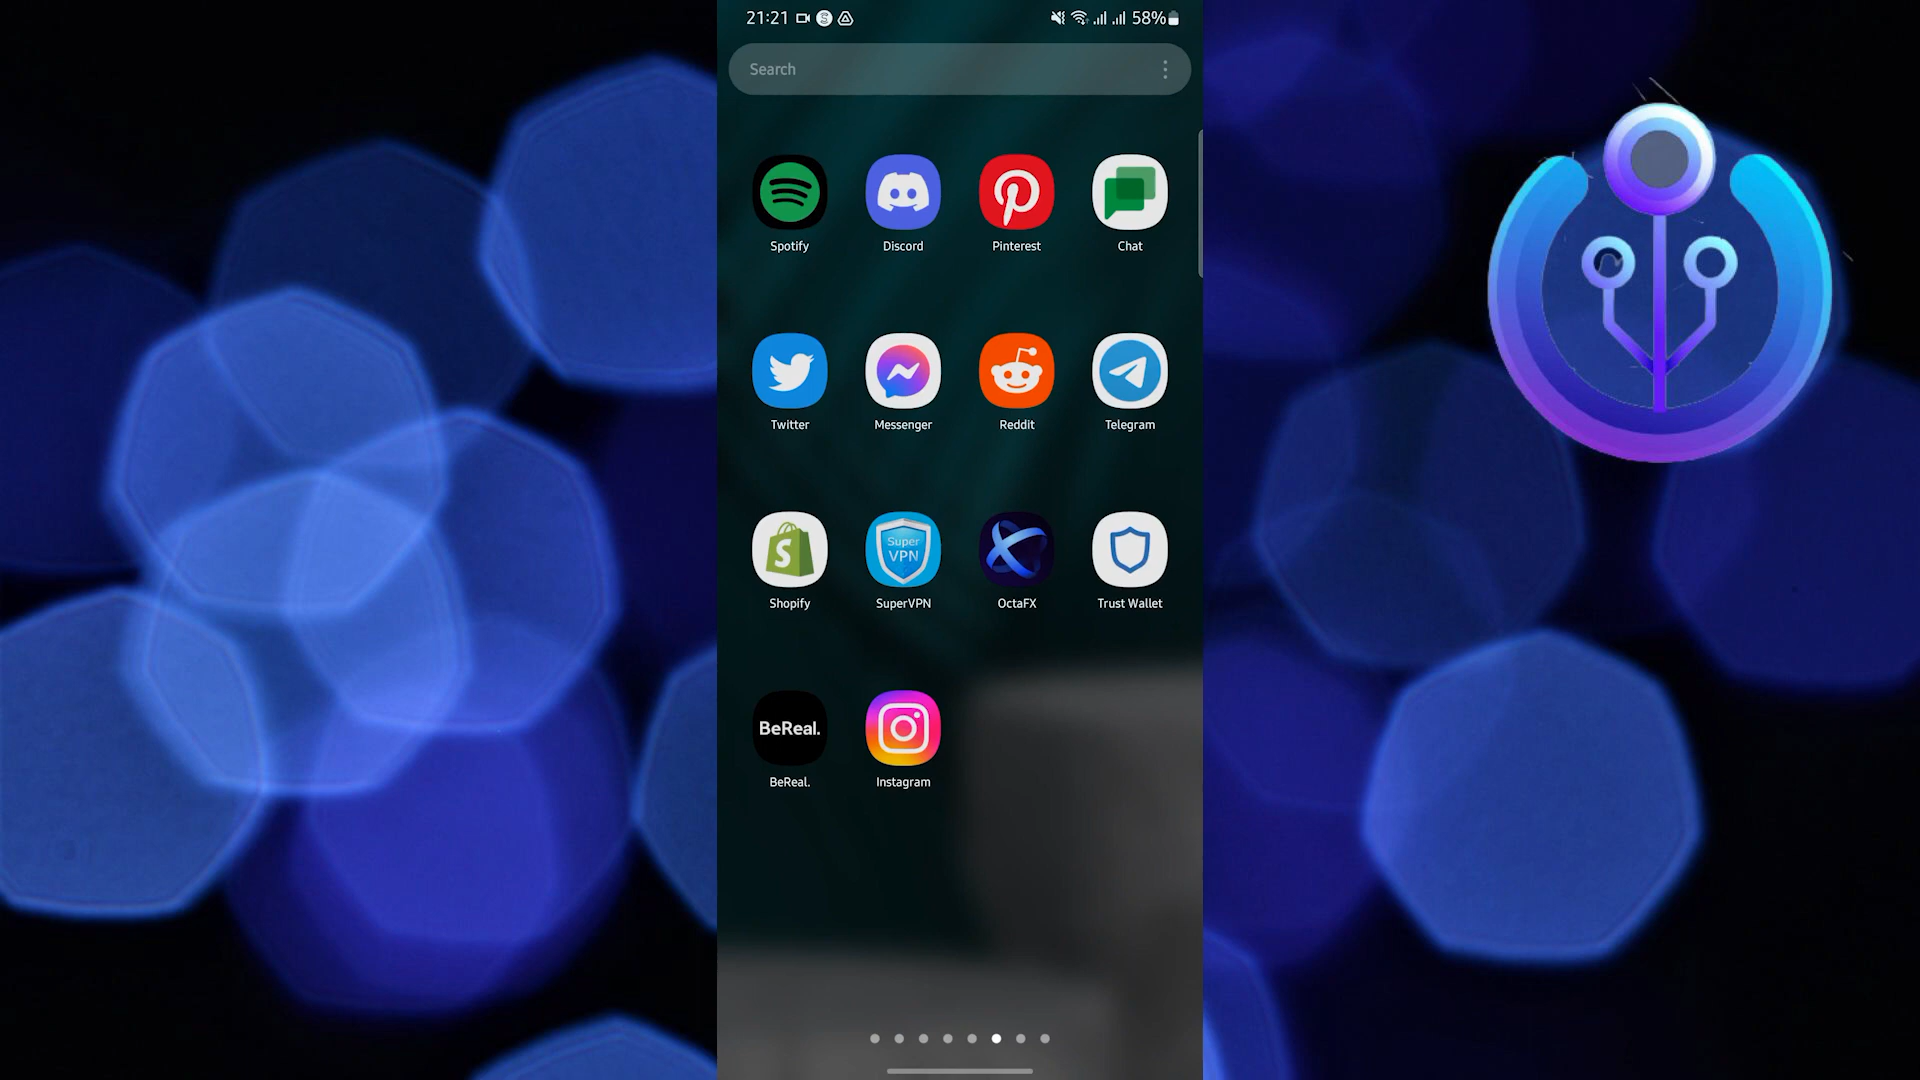 21:21 58%
Search
Spotify Discord Pinterest Chat
Twitter Messenger Reddit Telegram
Super
VPN
Shopify SuperVPN OctaFX Trust Wallet
BeReal.
BeReal. Instagram